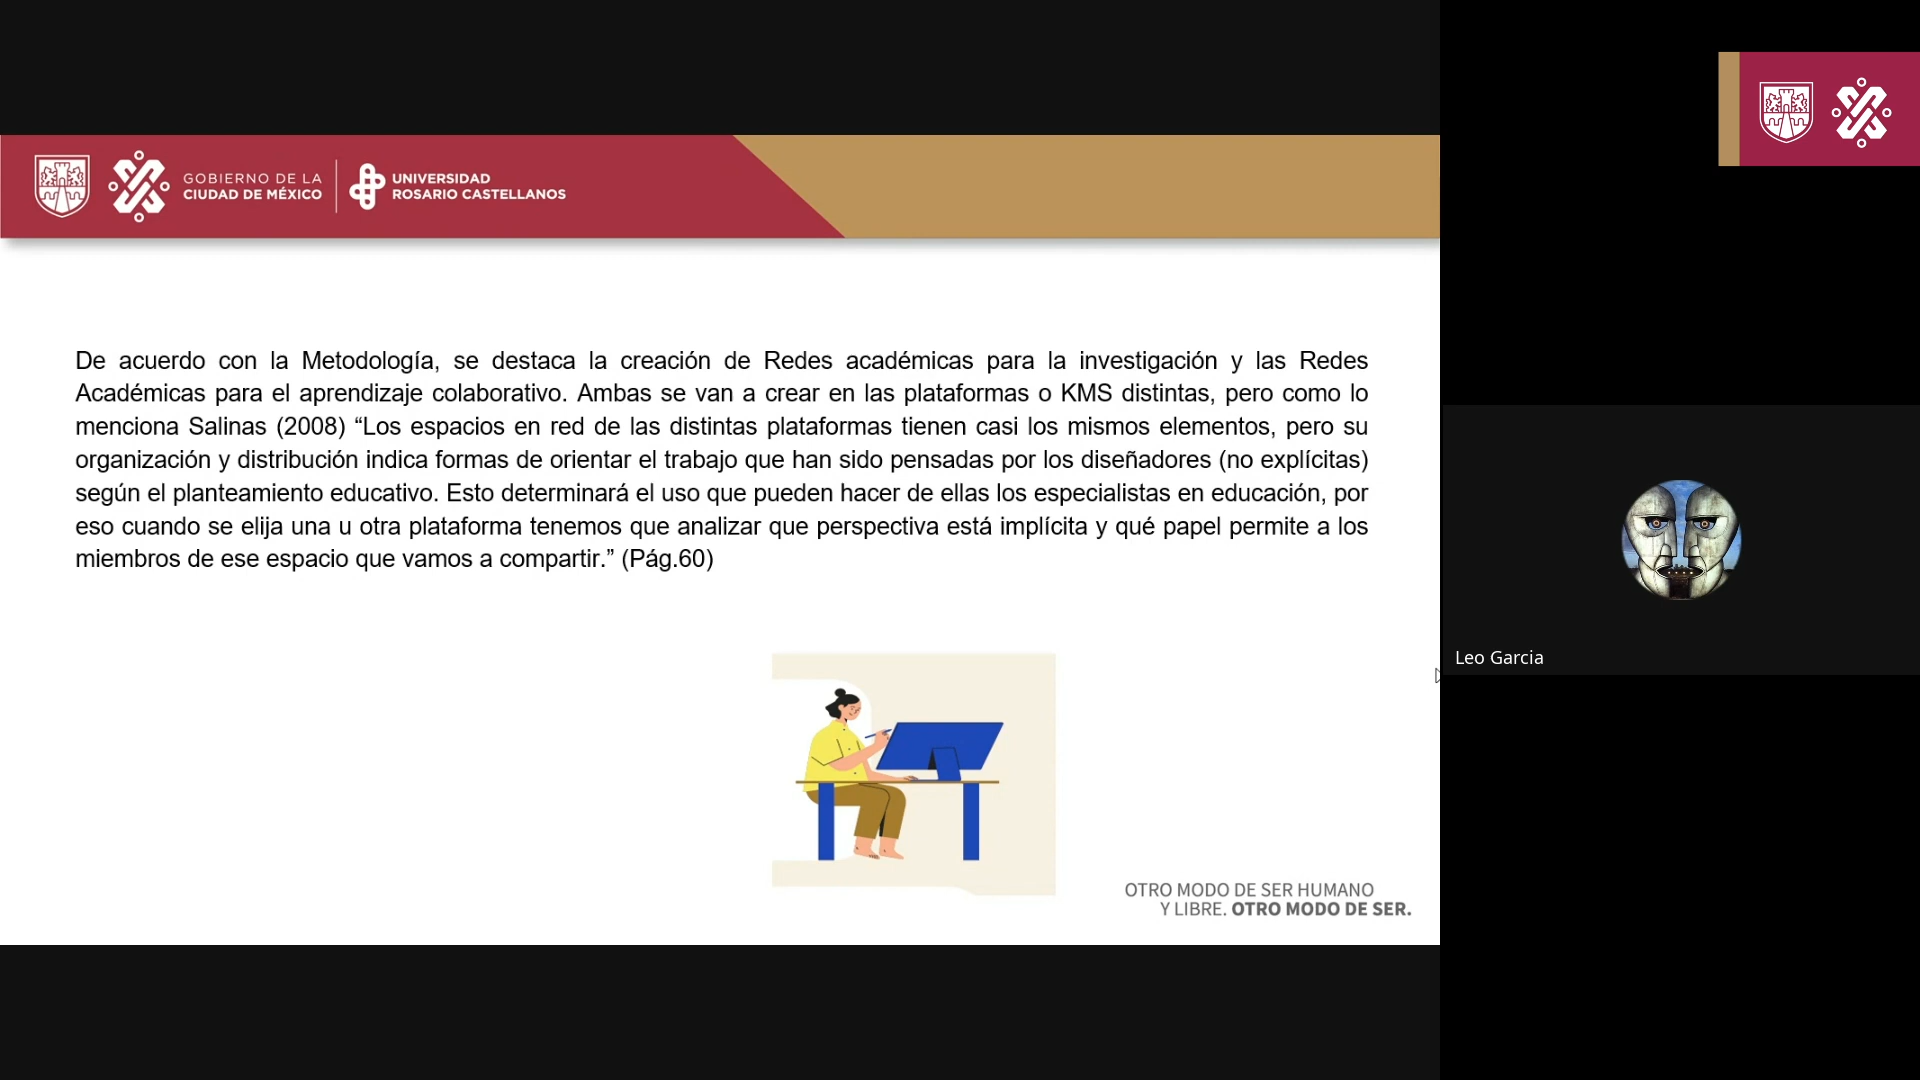 GOBIERNO DE LA
CIUDAD DE MÉXICO
UNIVERSIDAD
ROSARIO CASTELLANOS
De acuerdo con la Metodología, se destaca la creación de Redes académicas para la investigación y las Redes
Académicas para el aprendizaje colaborativo. Ambas se van a crear en las plataformas o KMS distintas, pero como lo
menciona Salinas (2008) “Los espacios en red de las distintas plataformas tienen casi los mismos elementos, pero su
organización y distribución indica formas de orientar el trabajo que han sido pensadas por los diseñadores (no explícitas)
según el planteamiento educativo. Esto determinará el uso que pueden hacer de ellas los especialistas en educación, por
eso cuando se elija una u otra plataforma tenemos que analizar que perspectiva está implícita y qué papel permite a los
miembros de ese espacio que vamos a compartir.” (Pág.60)
OTRO MODO DE SER HUMANO
Y LIBRE. OTRO MODO DE SER.
Leo Garcia